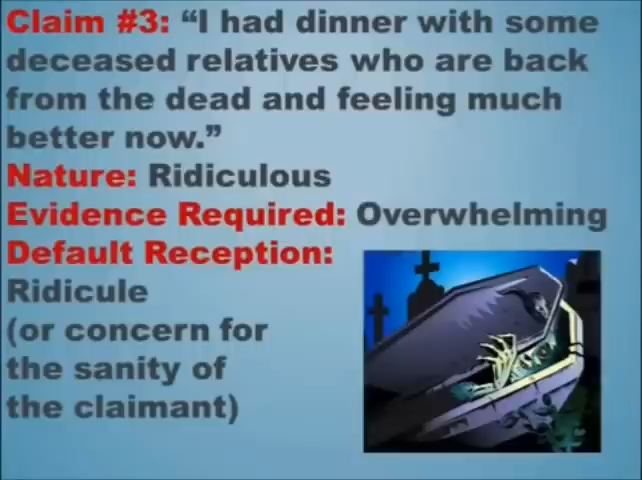 Claim #3: “I had dinner with some
deceased relatives who are back
from the dead and feeling much
better now.”
Nature: Ridiculous
Evidence Required: Overwhelming
Default Reception:
Ridicule
(or concern for
the sanity of
the claimant)